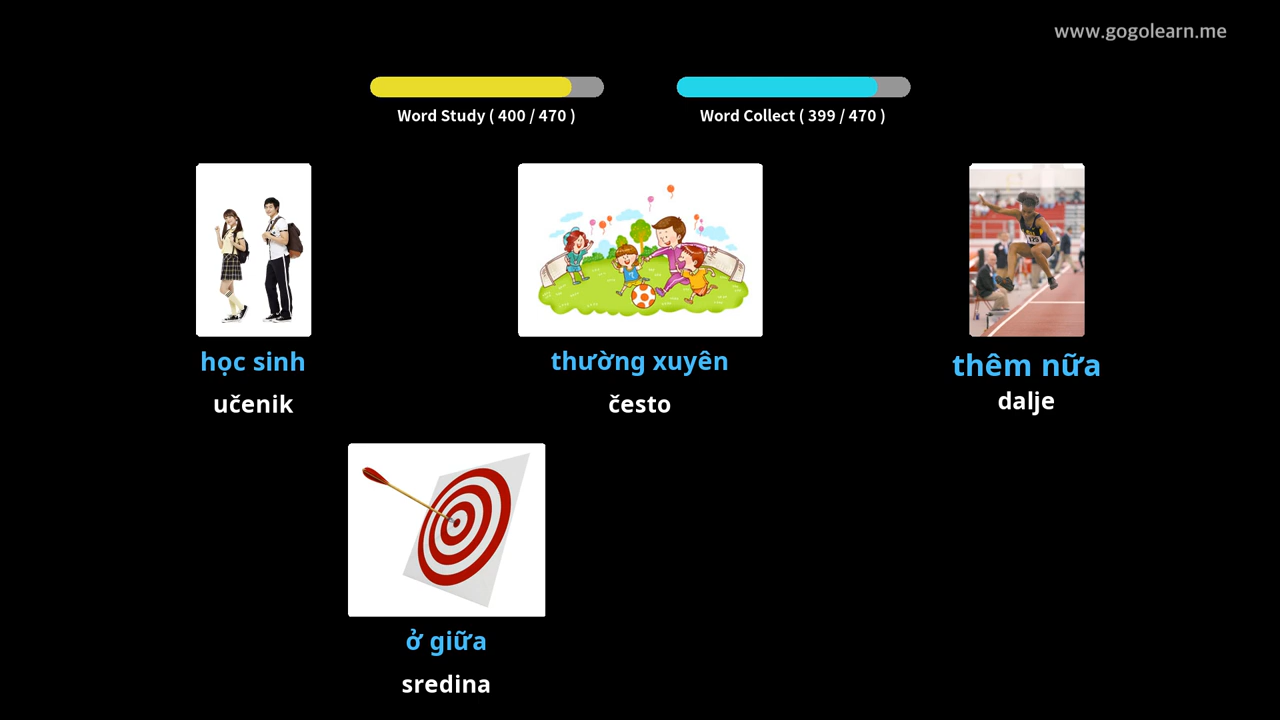 www.gogolearn.me
Word Study ( 400 / 470 )
Word Collect ( 399 / 470 )
học sinh
thường xuyên
thêm nữa
učenik
često
dalje
ở giữa
sredina